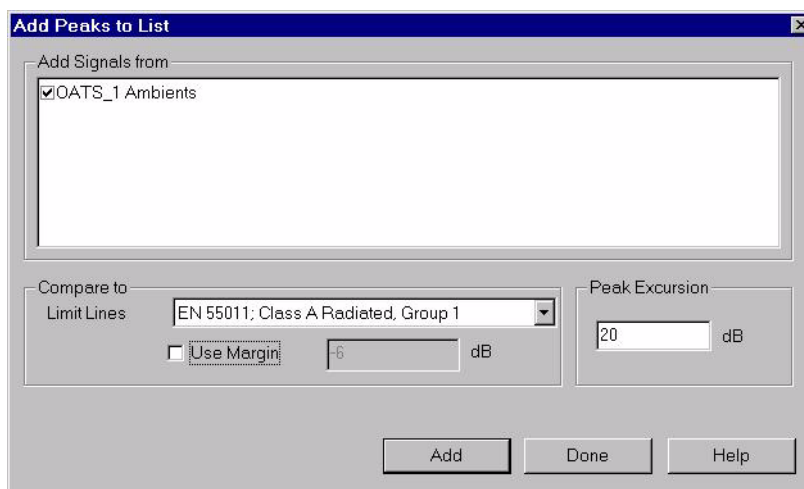 Add Peaks to List
Add Signals from
OATS_1 Ambients
Compare to
Limit Lines
EN 55011; Class A Radiated, Group 1
Use Margin
-6
dB
Peak Excursion
20
dB
Add
Done
Help